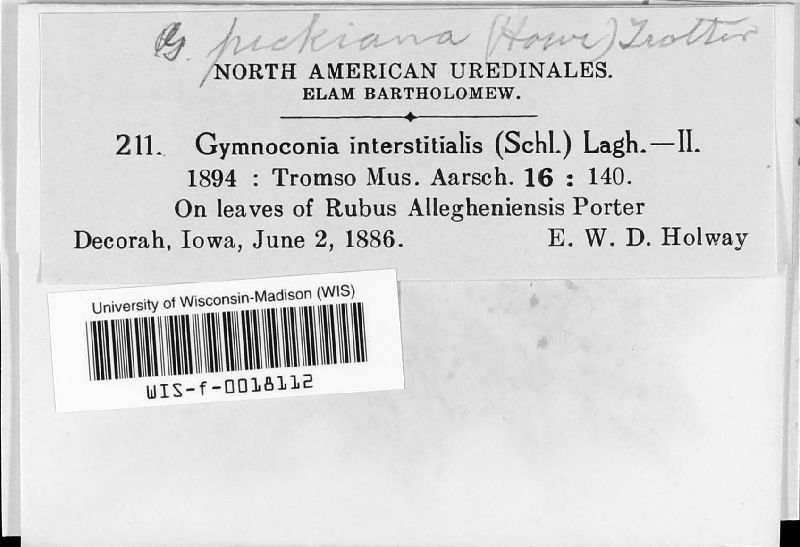 G. peckiana (Howe) Trotter
NORTH AMERICAN UREDINALES.
ELAM BARTHOLOMEW.
211. Gymnoconia interstitialis (Schl.) Lagh.—II.
1894 : Tromso Mus. Aarsch. 16 : 140.
On leaves of Rubus Allegheniensis Porter
Decorah, Iowa, June 2, 1886. E. W. D. Holway
University of Wisconsin-Madison (WIS)
WIS-f-0018112